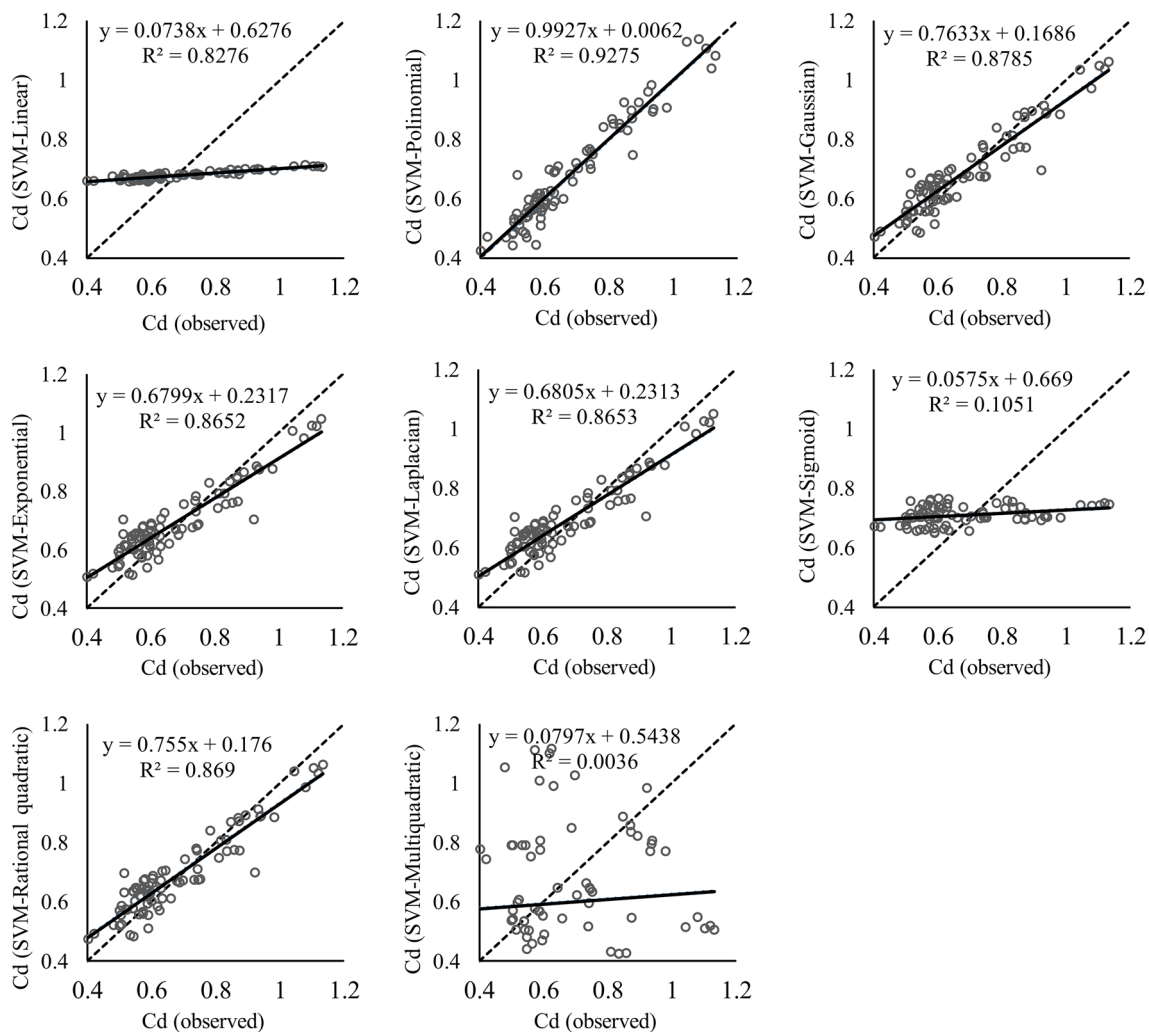 y = 0.0738x + 0.6276
R² = 0.8276
Cd (SVM-Linear)
1.2
1
0.8
0.6
0.4
0.4 0.6 0.8 1 1.2
Cd (observed)
y = 0.9927x + 0.0062
R² = 0.9275
Cd (SVM-Polinomial)
1.2
1
0.8
0.6
0.4
0.4 0.6 0.8 1 1.2
Cd (observed)
y = 0.7633x + 0.1686
R² = 0.8785
Cd (SVM-Gaussian)
1.2
1
0.8
0.6
0.4
0.4 0.6 0.8 1 1.2
Cd (observed)
y = 0.6799x + 0.2317
R² = 0.8652
Cd (SVM-Exponential)
1.2
1
0.8
0.6
0.4
0.4 0.6 0.8 1 1.2
Cd (observed)
y = 0.6805x + 0.2313
R² = 0.8653
Cd (SVM-Laplacian)
1.2
1
0.8
0.6
0.4
0.4 0.6 0.8 1 1.2
Cd (observed)
y = 0.0575x + 0.669
R² = 0.1051
Cd (SVM-Sigmoid)
1.2
1
0.8
0.6
0.4
0.4 0.6 0.8 1 1.2
Cd (observed)
y = 0.755x + 0.176
R² = 0.869
Cd (SVM-Rational quadratic)
1.2
1
0.8
0.6
0.4
0.4 0.6 0.8 1 1.2
Cd (observed)
y = 0.0797x + 0.5438
R² = 0.0036
Cd (SVM-Multiquadratic)
1.2
1
0.8
0.6
0.4
0.4 0.6 0.8 1 1.2
Cd (observed)